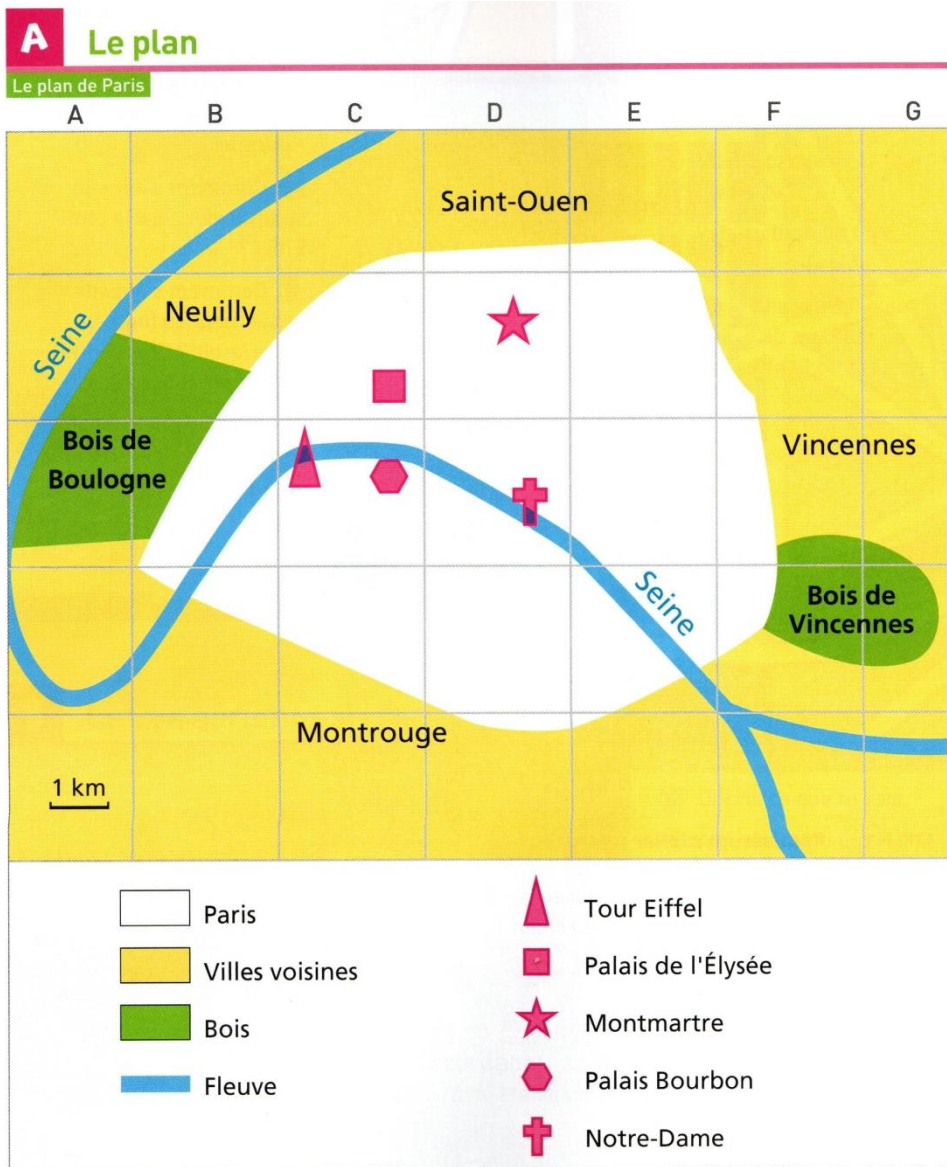 A
Le plan
Le plan de Paris
A B C D E F G
Saint-Ouen
Neuilly
Seine
Bois de
Boulogne
Vincennes
Seine
Bois de
Vincennes
Montrouge
1 km
Paris
Villes voisines
Bois
Fleuve
Tour Eiffel
Palais de l'Élysée
Montmartre
Palais Bourbon
Notre-Dame